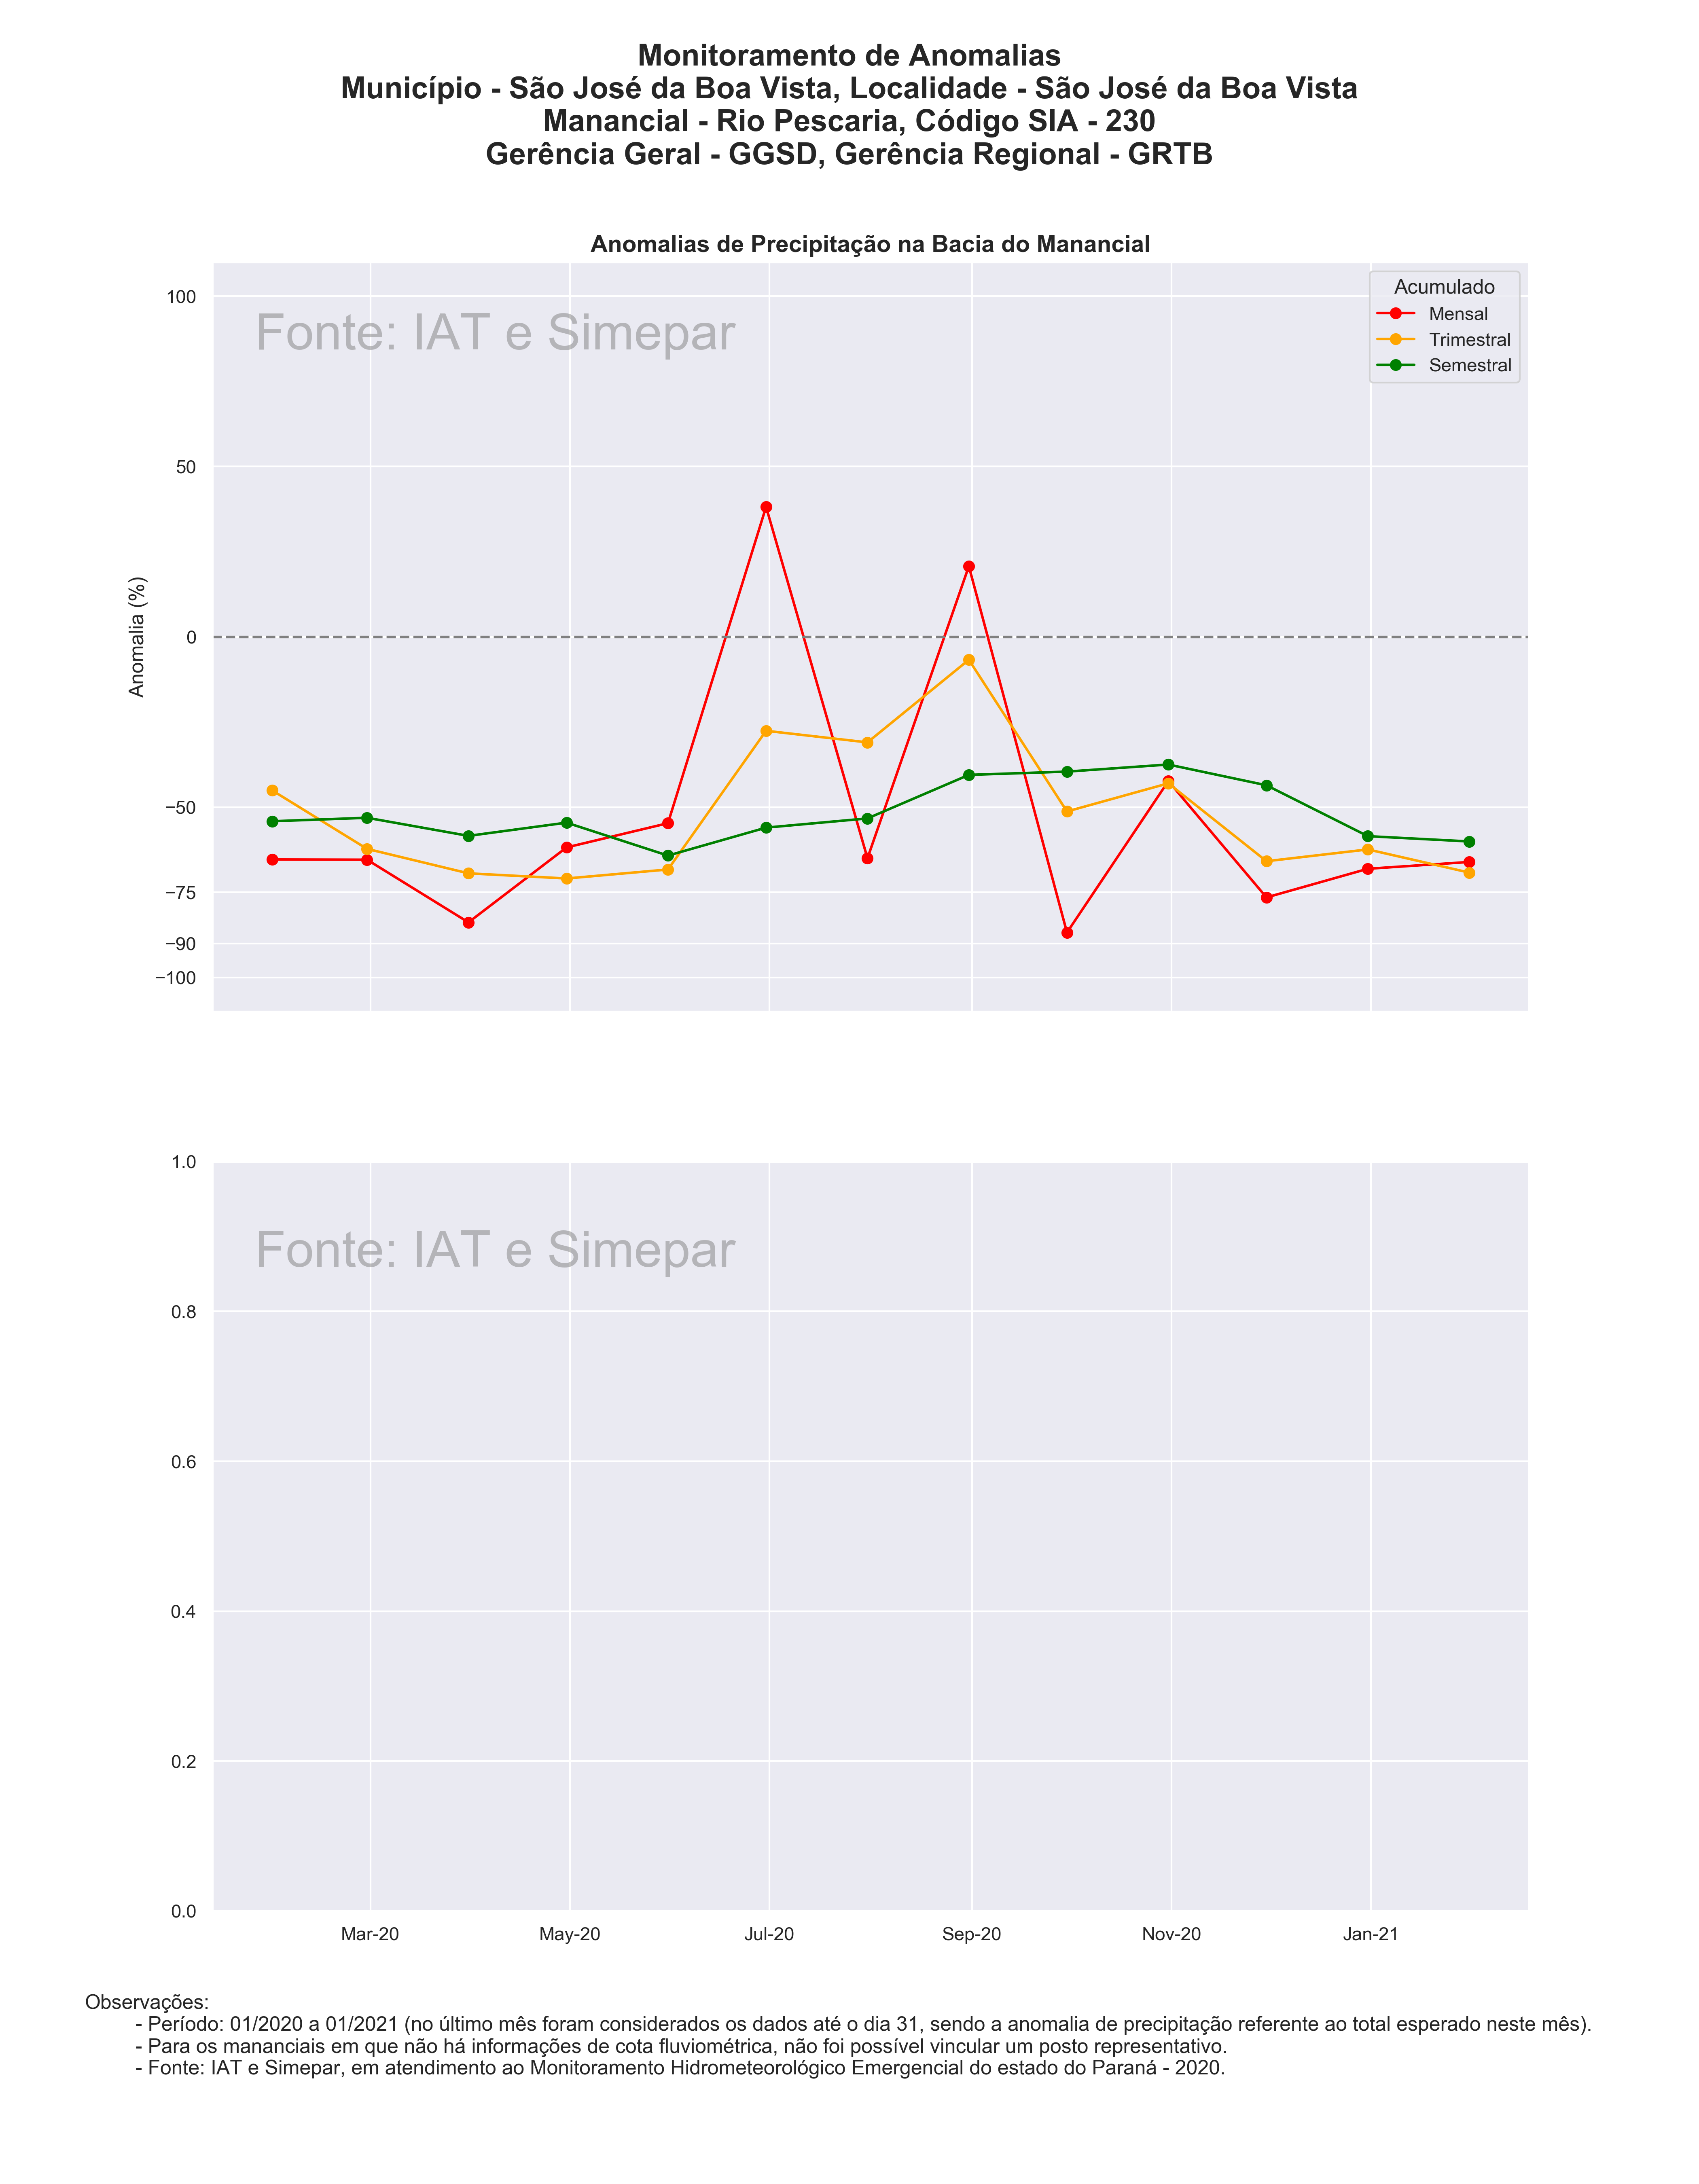 Monitoramento de Anomalias
Município - São José da Boa Vista, Localidade - São José da Boa Vista
Manancial - Rio Pescaria, Código SIA - 230
Gerência Geral - GGSD, Gerência Regional - GRTB
Anomalias de Precipitação na Bacia do Manancial
Fonte: IAT e Simepar
Acumulado
Mensal
Trimestral
Semestral
Anomalia (%)
100
50
0
−50
−75
−90
−100
Fonte: IAT e Simepar
1.0
0.8
0.6
0.4
0.2
0.0
Mar-20 May-20 Jul-20 Sep-20 Nov-20 Jan-21
Observações:
- Período: 01/2020 a 01/2021 (no último mês foram considerados os dados até o dia 31, sendo a anomalia de precipitação referente ao total esperado neste mês).
- Para os mananciais em que não há informações de cota fluviométrica, não foi possível vincular um posto representativo.
- Fonte: IAT e Simepar, em atendimento ao Monitoramento Hidrometeorológico Emergencial do estado do Paraná - 2020.